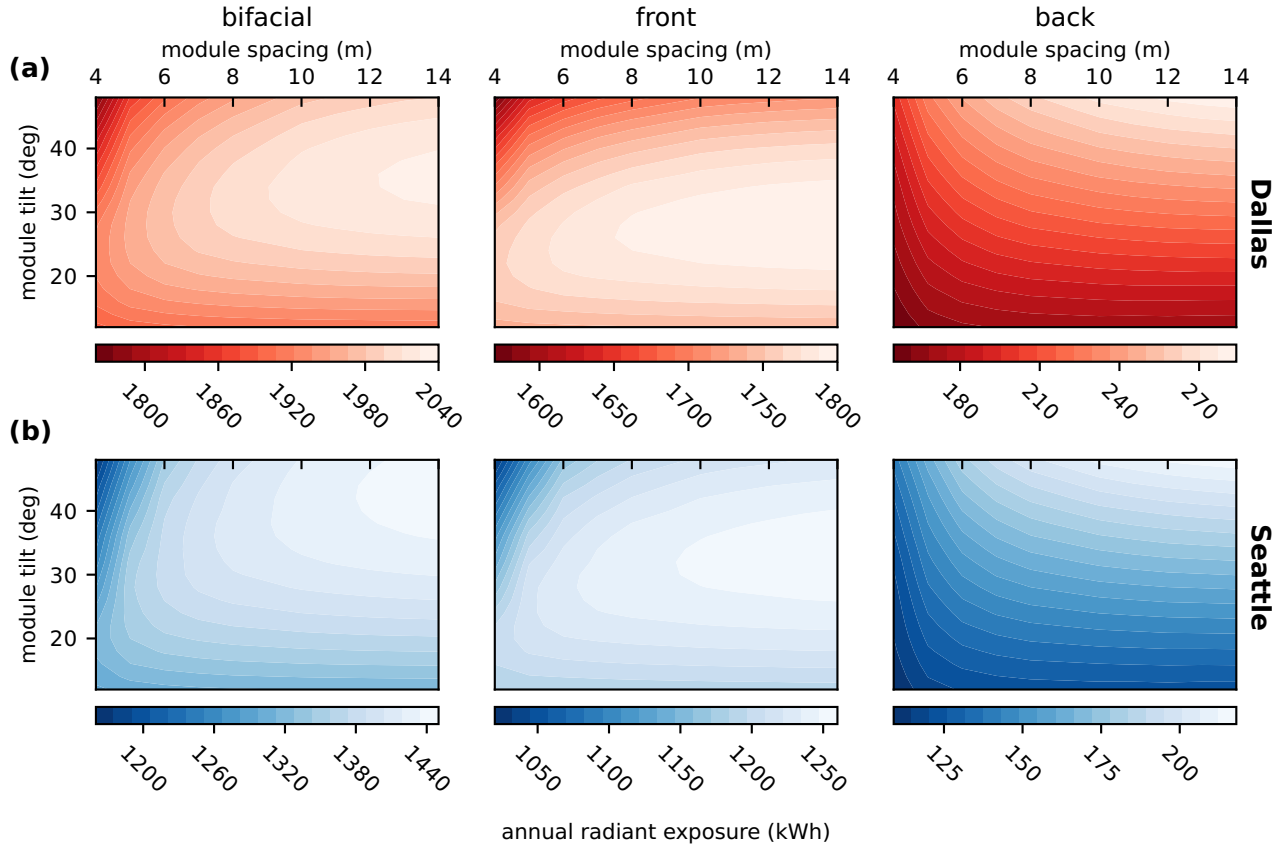 bifacial front back
module spacing (m) module spacing (m) module spacing (m)
(a)
4 6 8 10 12 14 4 6 8 10 12 14 4 6 8 10 12 14
module tilt (deg)
40
30
20
Dallas
1800 1860 1920 1980 2040 1600 1650 1700 1750 1800 180 210 240 270
(b)
module tilt (deg)
40
30
20
Seattle
1200 1260 1320 1380 1440 1050 1100 1150 1200 1250 125 150 175 200
annual radiant exposure (kWh)